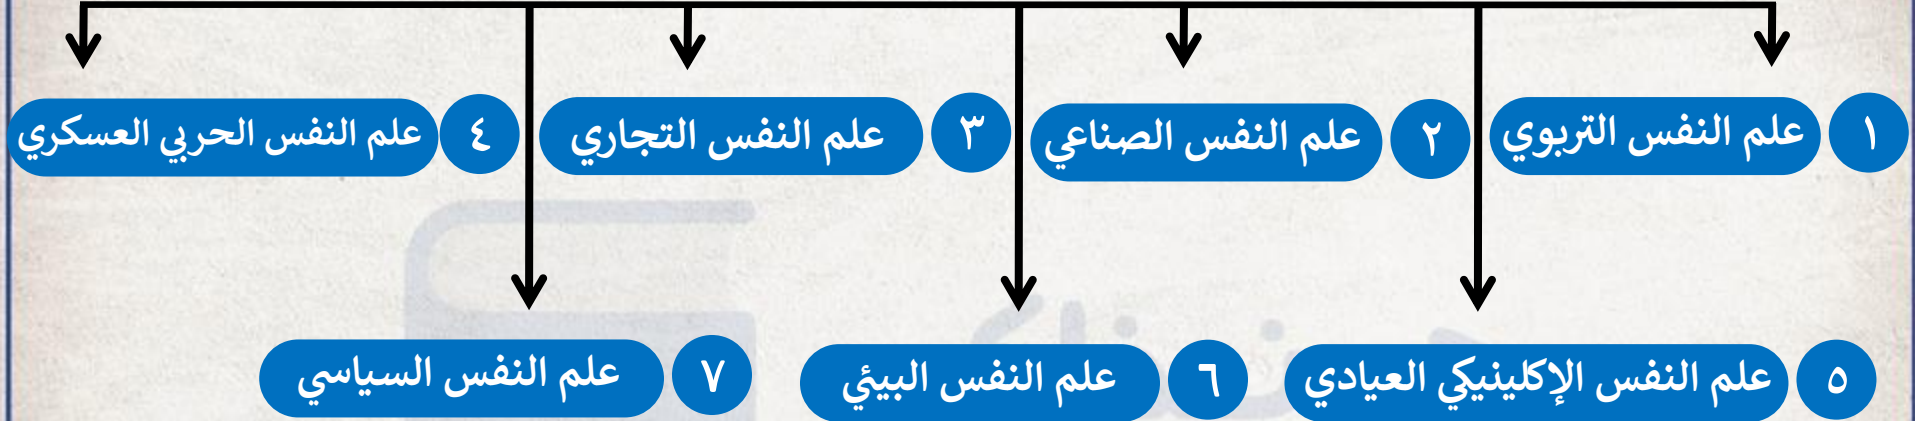 ١ علم النفس التربوي
٢ علم النفس الصناعي
٣ علم النفس التجاري
٤ علم النفس الحربي العسكري
٥ علم النفس الإكلينيكي العيادي
٦ علم النفس البيئي
٧ علم النفس السياسي